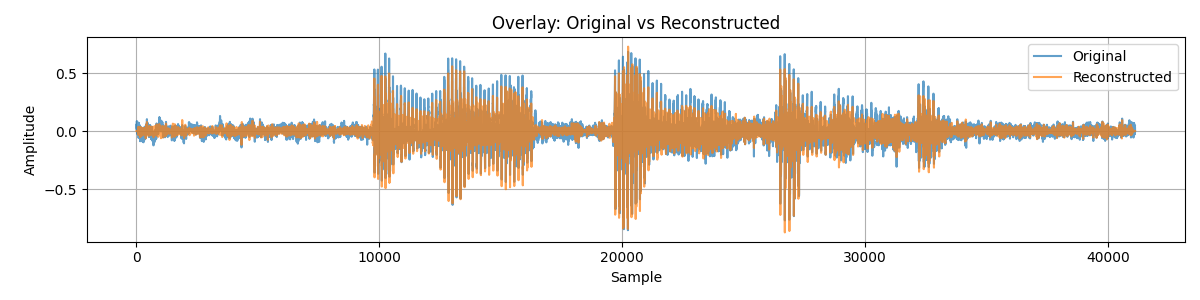 Overlay: Original vs Reconstructed
Original
Reconstructed
Amplitude
0.5
0.0
−0.5
0
10000
20000
30000
40000
Sample